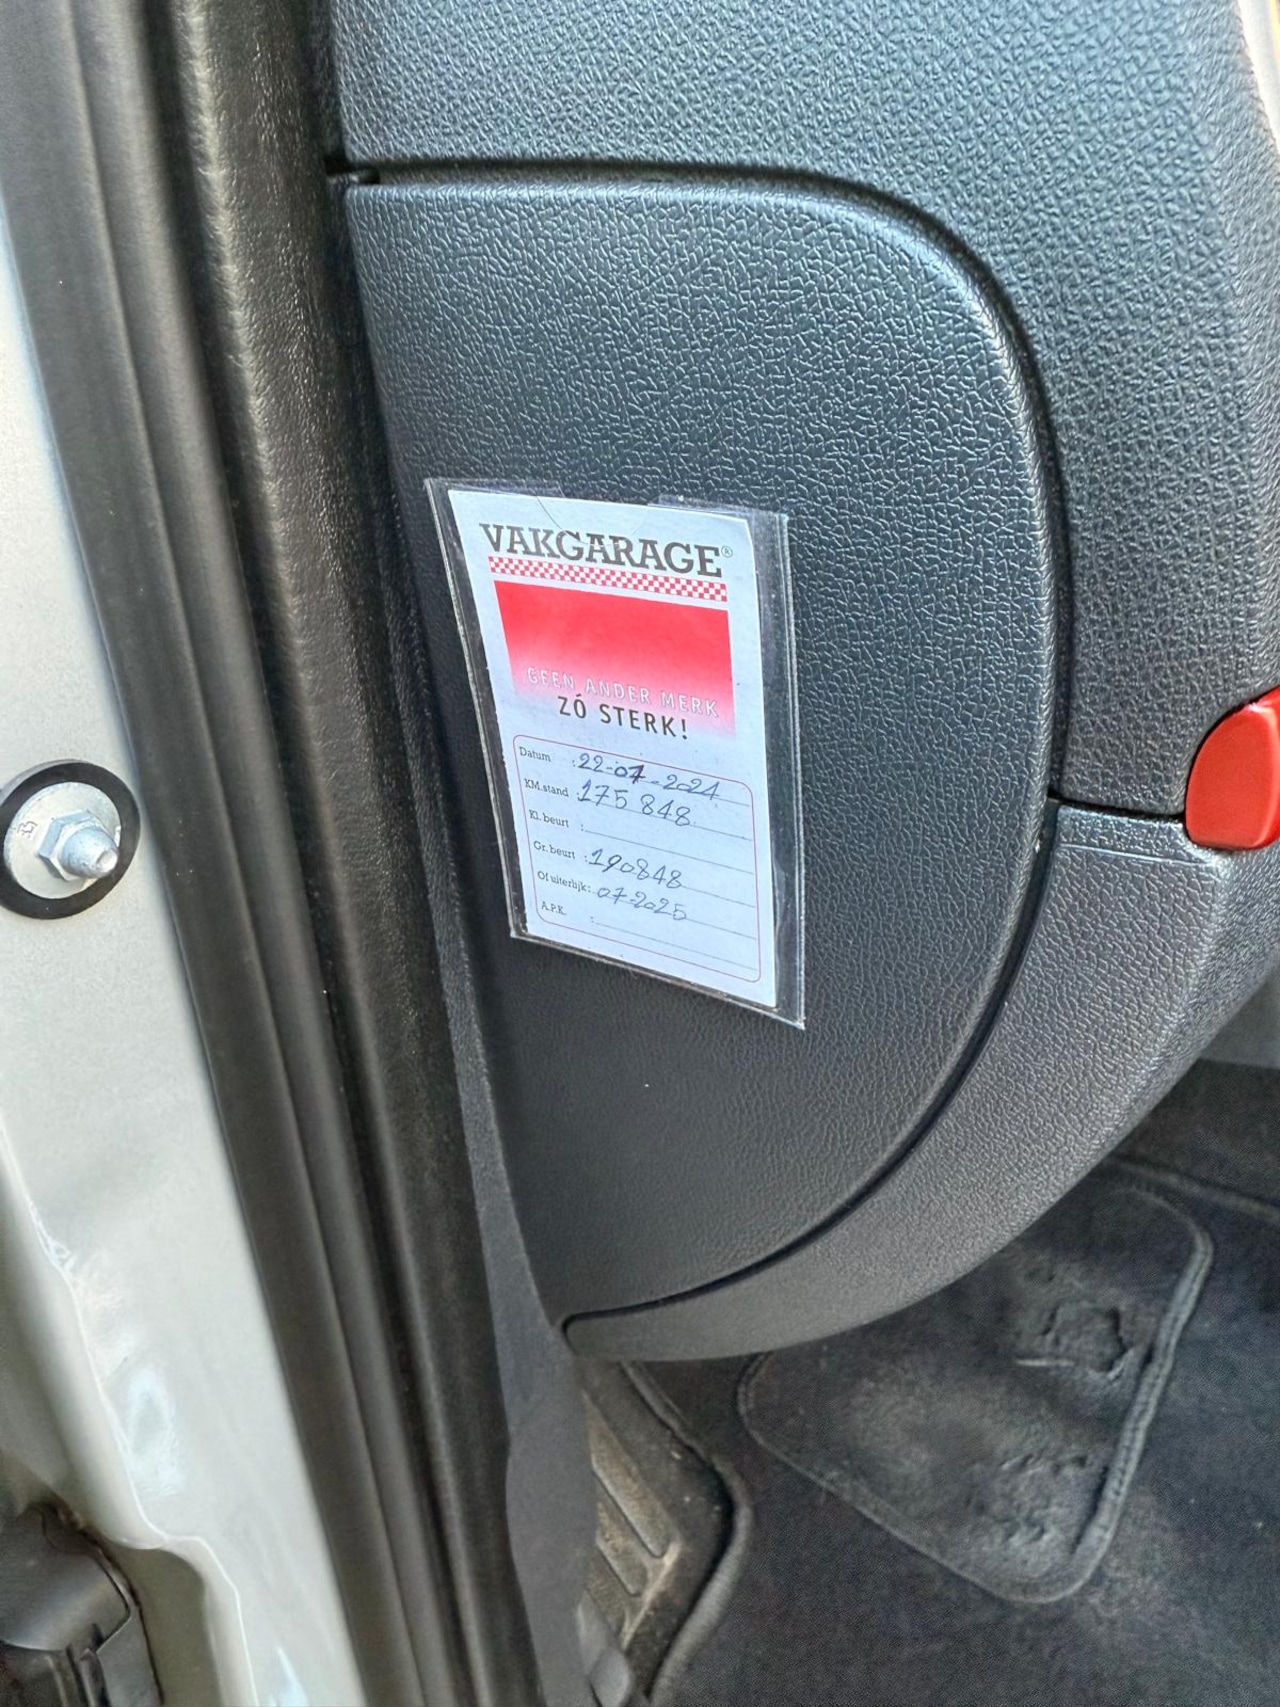 VAKGARAGE®
GEEN ANDER MERK
ZÓ STERK!
Datum : 22-07-2024
KM.stand : 175 848
Kl. beurt :
Gr. beurt : 190848
Of uiterlijk: 07-2025
A.P.K. :